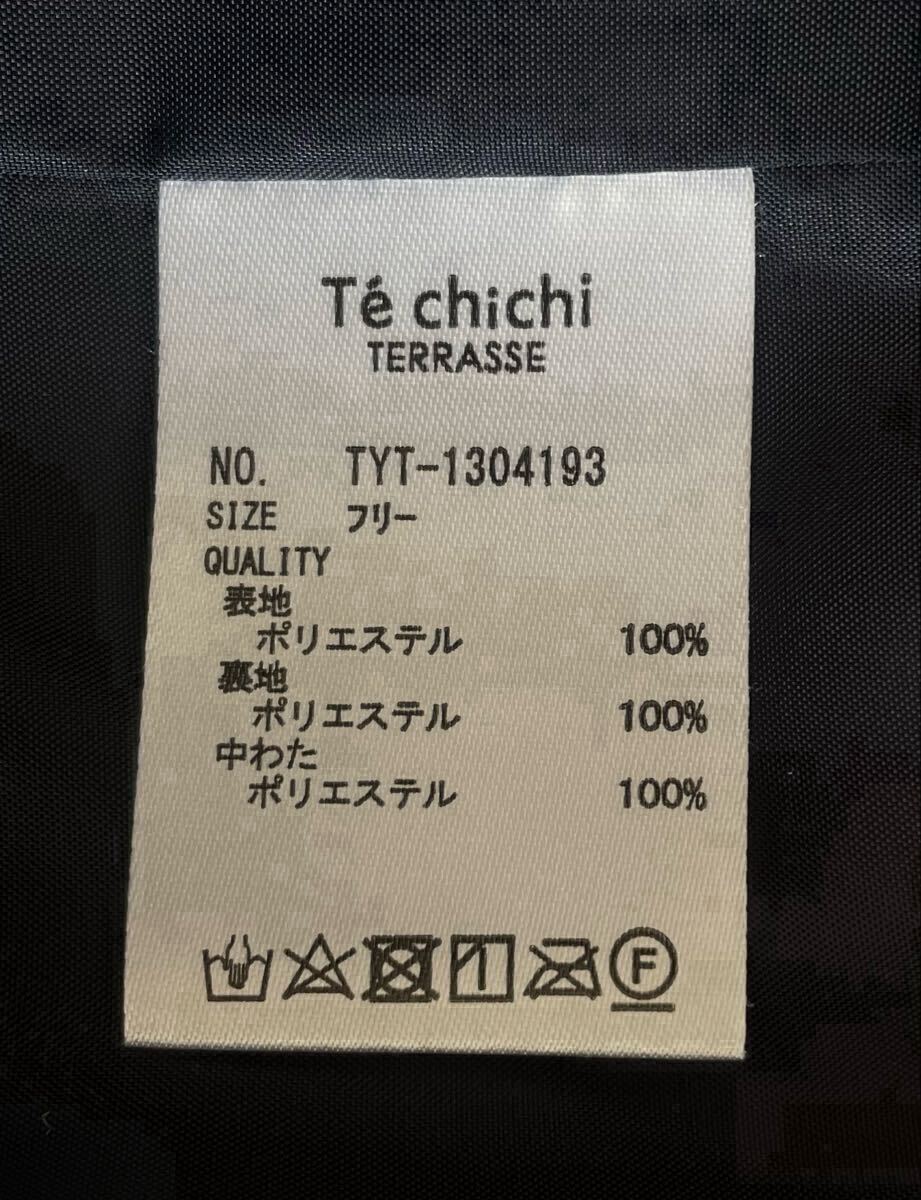 Té chichi
TERRASSE
NO. TYT-1304193
SIZE フリー
QUALITY
表地
ポリエステル 100%
裏地
ポリエステル 100%
中わた
ポリエステル 100%
F